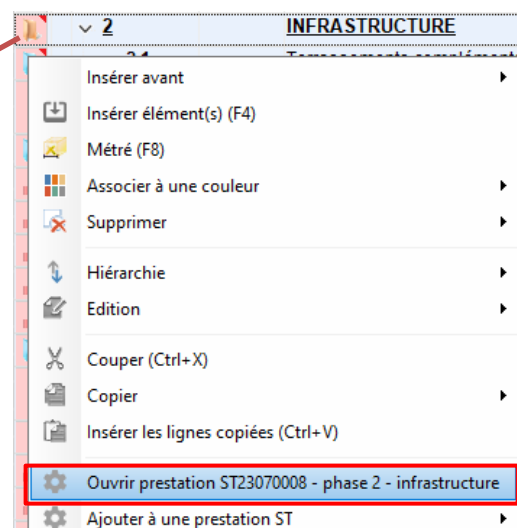 2 INFRASTRUCTURE
Insérer avant
Insérer élément(s) (F4)
Métré (F8)
Associer à une couleur
Supprimer
Hiérarchie
Edition
Couper (Ctrl+X)
Copier
Insérer les lignes copiées (Ctrl+V)
Ouvrir prestation ST23070008 - phase 2 - infrastructure
Ajouter à une prestation ST